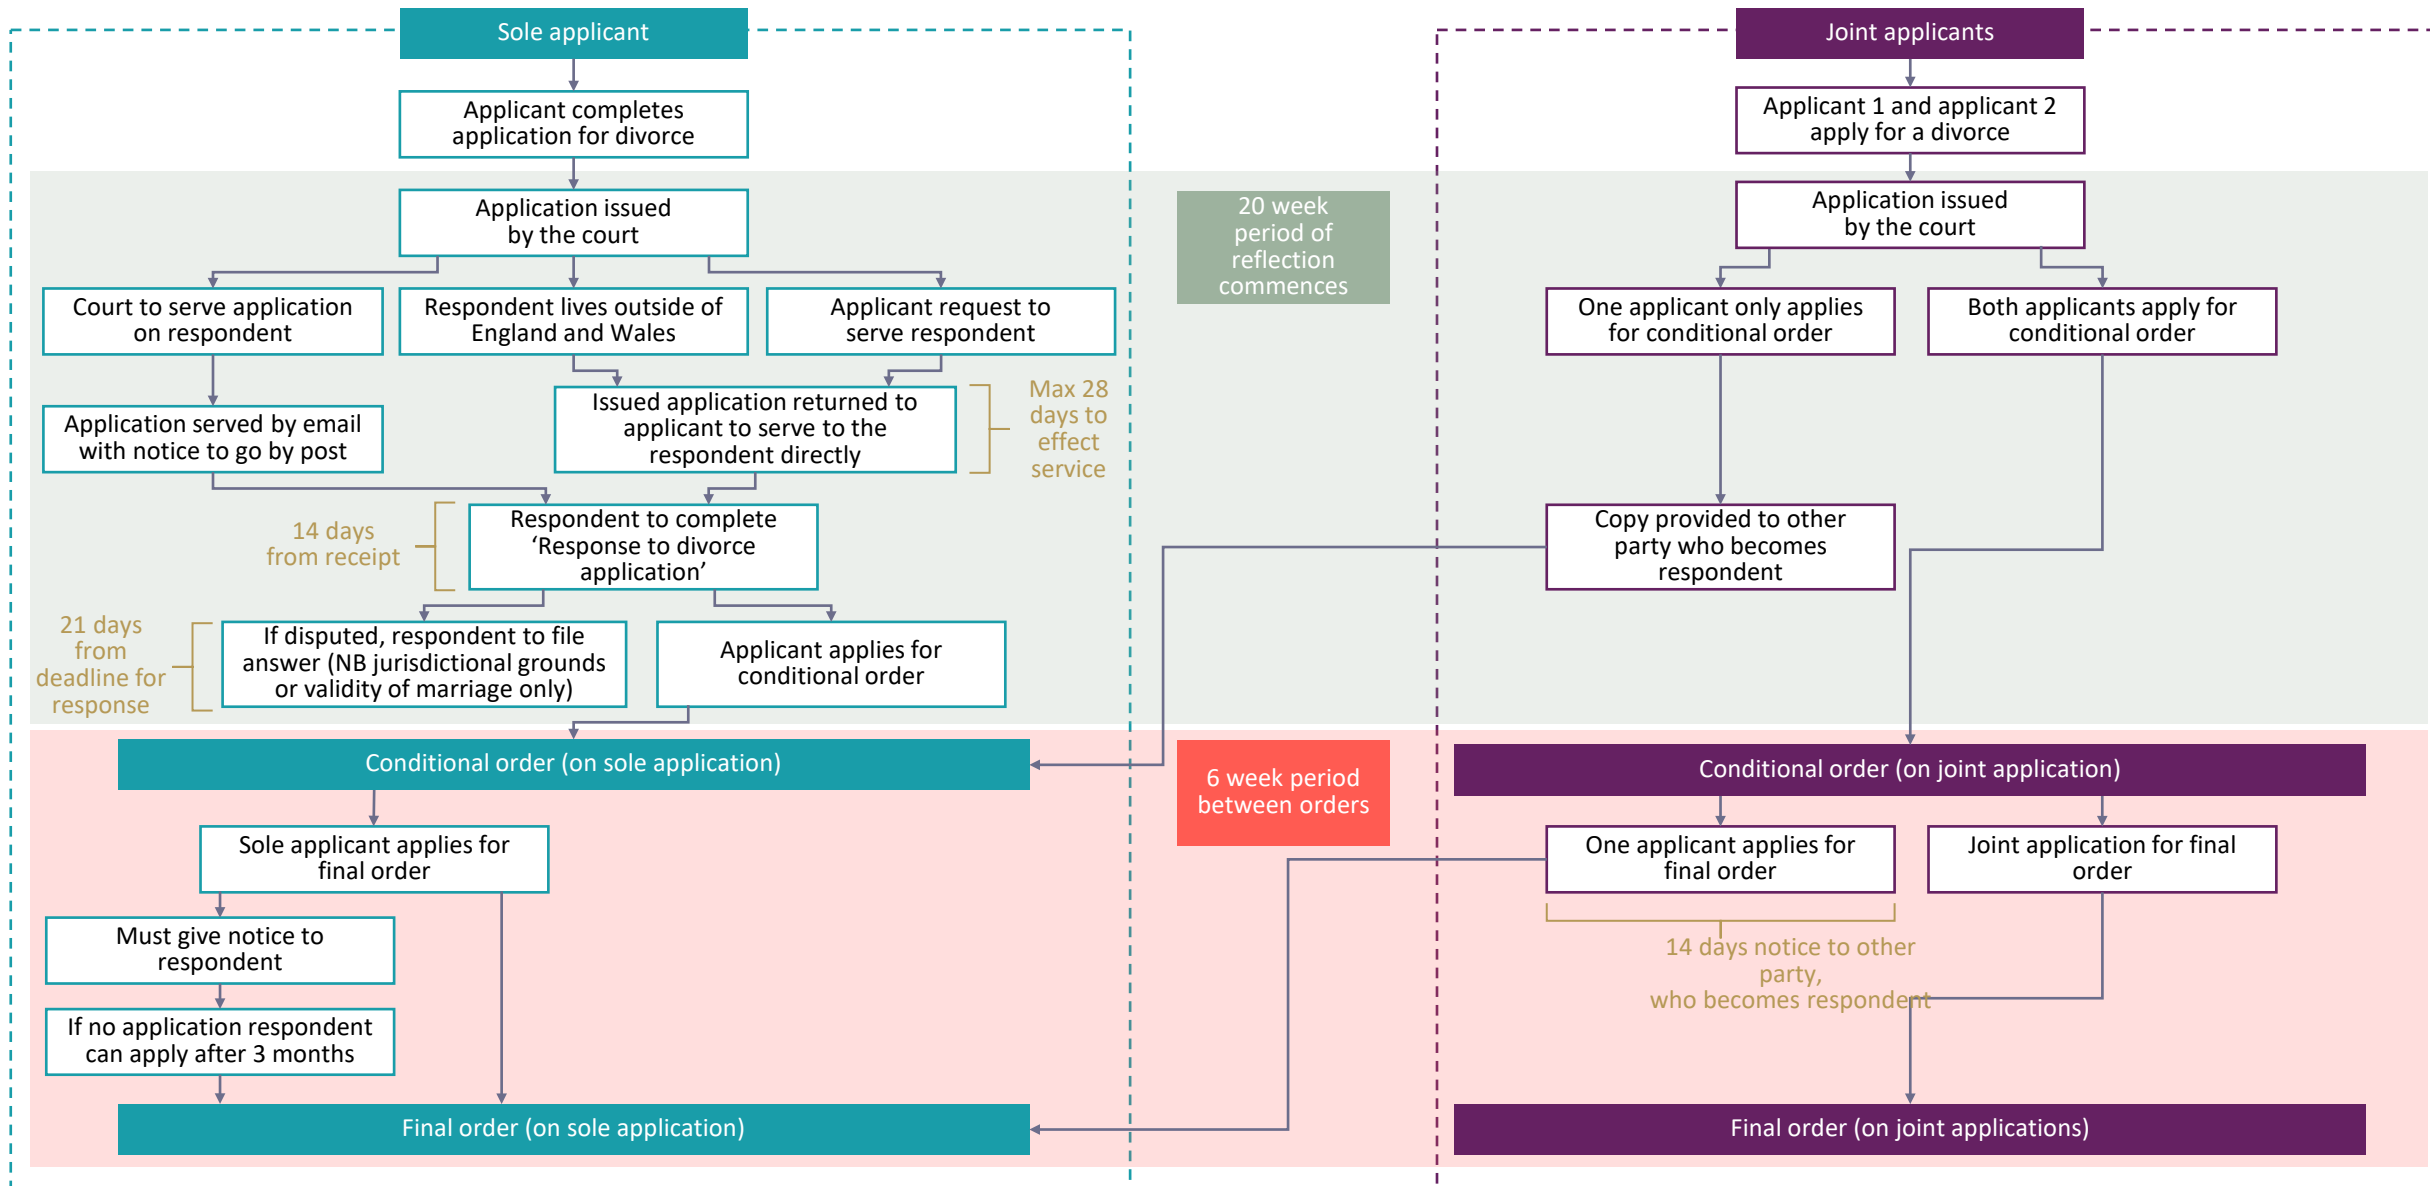 Sole applicant
Applicant completes
application for divorce
Application issued
by the court
Court to serve application
on respondent
Respondent lives outside of
England and Wales
Applicant request to
serve respondent
Application served by email
with notice to go by post
Issued application returned to
applicant to serve to the
respondent directly
Max 28
days to
effect
service
14 days
from receipt
Respondent to complete
‘Response to divorce
application’
21 days
from
deadline for
response
If disputed, respondent to file
answer (NB jurisdictional grounds
or validity of marriage only)
Applicant applies for
conditional order
Conditional order (on sole application)
Sole applicant applies for
final order
Must give notice to
respondent
If no application respondent
can apply after 3 months
Final order (on sole application)
20 week
period of
reflection
commences
6 week period
between orders
Joint applicants
Applicant 1 and applicant 2
apply for a divorce
Application issued
by the court
One applicant only applies
for conditional order
Both applicants apply for
conditional order
Copy provided to other
party who becomes
respondent
Conditional order (on joint application)
One applicant applies for
final order
Joint application for final
order
14 days notice to other
party,
who becomes respondent
Final order (on joint applications)